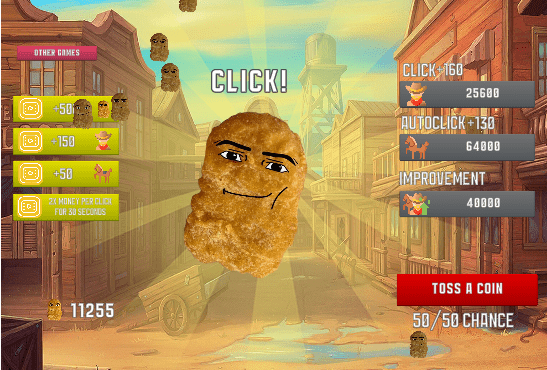 OTHER GAMES
CLICK!
+50
+150
+50
2X MONEY PER CLICK
FOR 30 SECONDS
11255
CLICK+160
25600
AUTOCLICK+130
64000
IMPROVEMENT
40000
TOSS A COIN
50/50 CHANCE